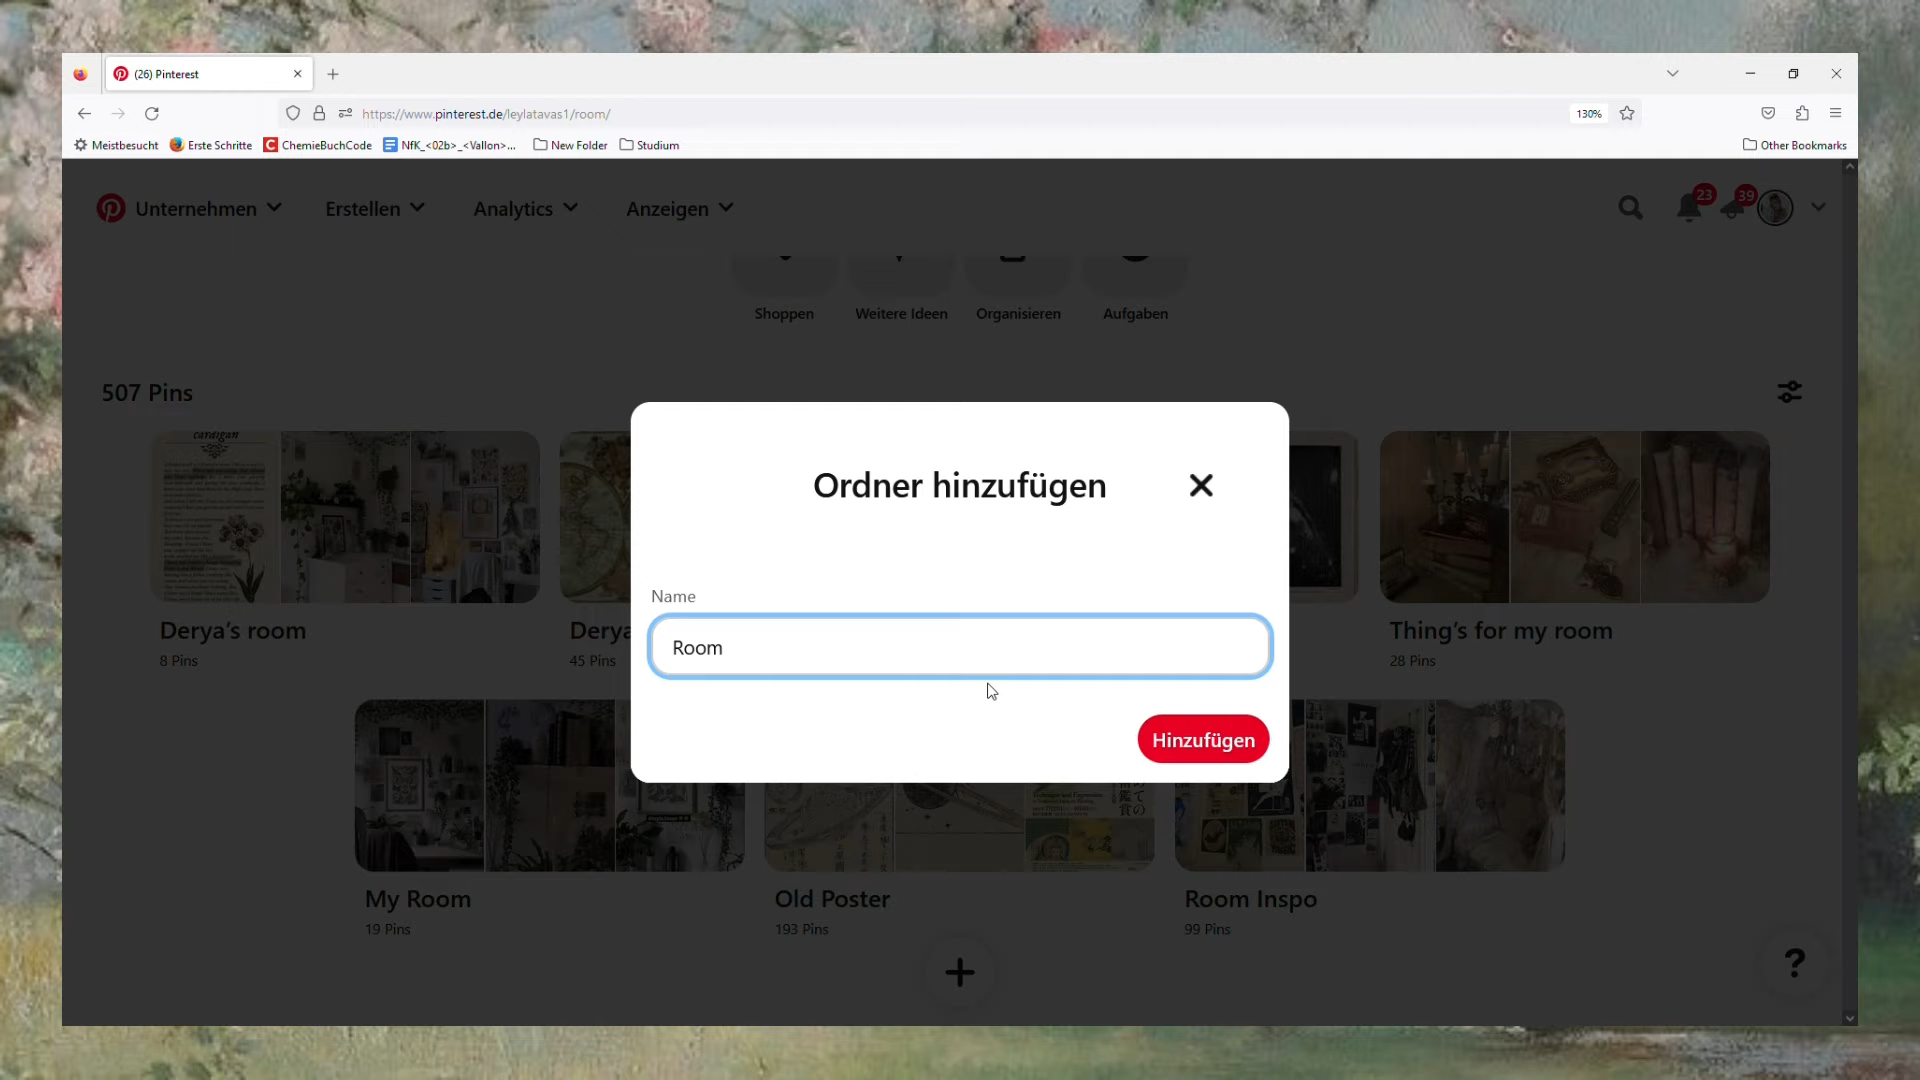 (26) Pinterest
https://www.pinterest.de/leylatavas1/room/
130%
Meistbesucht Erste Schritte ChemieBuchCode NfK_<02b>_<Vallon>... New Folder Studium Other Bookmarks
Unternehmen Erstellen Analytics Anzeigen 23 39
Shoppen Weitere Ideen Organisieren Aufgaben
507 Pins
cardigan
Ordner hinzufügen
Name
Room
Hinzufügen
Derya's room Derya Thing's for my room
8 Pins 45 Pins 28 Pins
My Room Old Poster Room Inspo
19 Pins 193 Pins 99 Pins
?